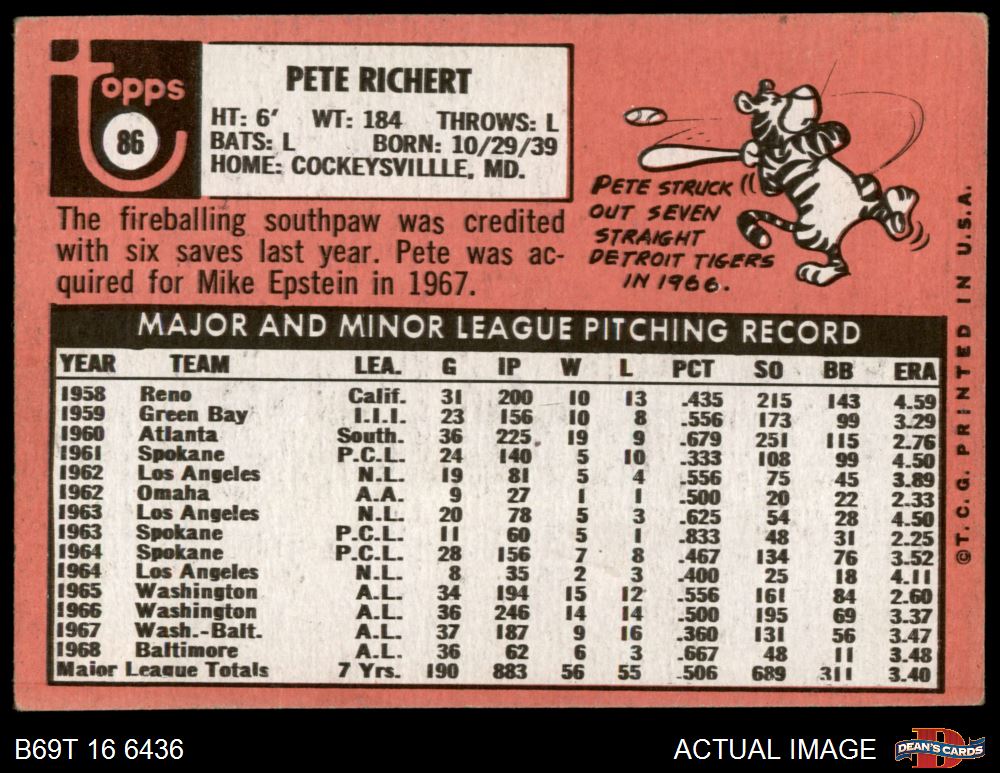 topps
86
PETE RICHERT
HT: 6' WT: 184 THROWS: L
BATS: L BORN: 10/29/39
HOME: COCKEYSVILLLE, MD.
The fireballing southpaw was credited
with six saves last year. Pete was ac-
quired for Mike Epstein in 1967.
PETE STRUCK
OUT SEVEN
STRAIGHT
DETROIT TIGERS
IN 1966.
MAJOR AND MINOR LEAGUE PITCHING RECORD
YEAR TEAM LEA. G IP W L PCT SO BB ERA
1958 Reno Calif. 31 200 10 13 .435 215 143 4.59
1959 Green Bay I.I.I. 23 156 10 8 .556 173 99 3.29
1960 Atlanta South. 36 225 19 9 .679 251 115 2.76
1961 Spokane P.C.L. 24 140 5 10 .333 108 99 4.50
1962 Los Angeles N.L. 19 81 5 4 .556 75 45 3.89
1962 Omaha A.A. 9 27 1 1 .500 20 22 2.33
1963 Los Angeles N.L. 20 78 5 3 .625 54 28 4.50
1963 Spokane P.C.L. 11 60 5 1 .833 48 31 2.25
1964 Spokane P.C.L. 28 156 7 8 .467 134 76 3.52
1964 Los Angeles N.L. 8 35 2 3 .400 25 18 4.11
1965 Washington A.L. 34 194 15 12 .556 161 84 2.60
1966 Washington A.L. 36 246 14 14 .500 195 69 3.37
1967 Wash.-Balt. A.L. 37 187 9 16 .360 131 56 3.47
1968 Baltimore A.L. 36 62 6 3 .667 48 11 3.48
Major League Totals 7 Yrs. 190 883 56 55 .506 689 311 3.40
©T.C.G. PRINTED IN U.S.A.
B69T 16 6436
ACTUAL IMAGE
DEAN'S CARDS